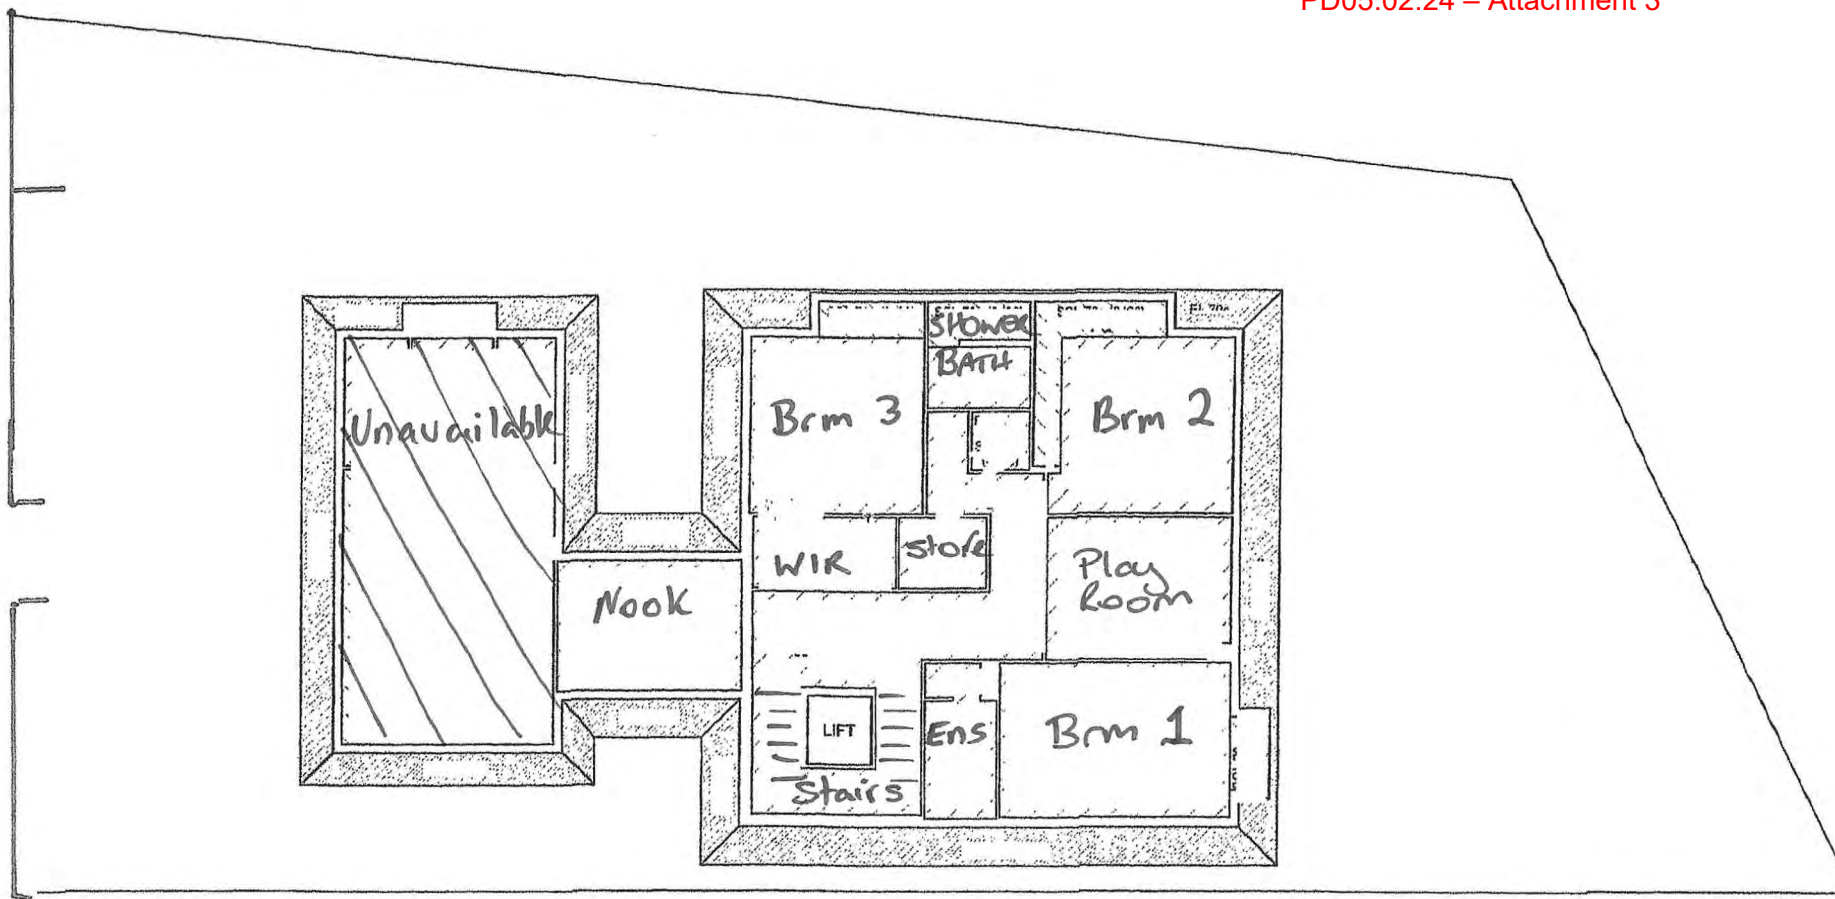 PD05.02.24 – Attachment 3
SHOWER
BATH
Unavailable
Brm 3
Brm 2
WIR
Store
Play
Room
Nook
LIFT
Ens
Brm 1
Stairs